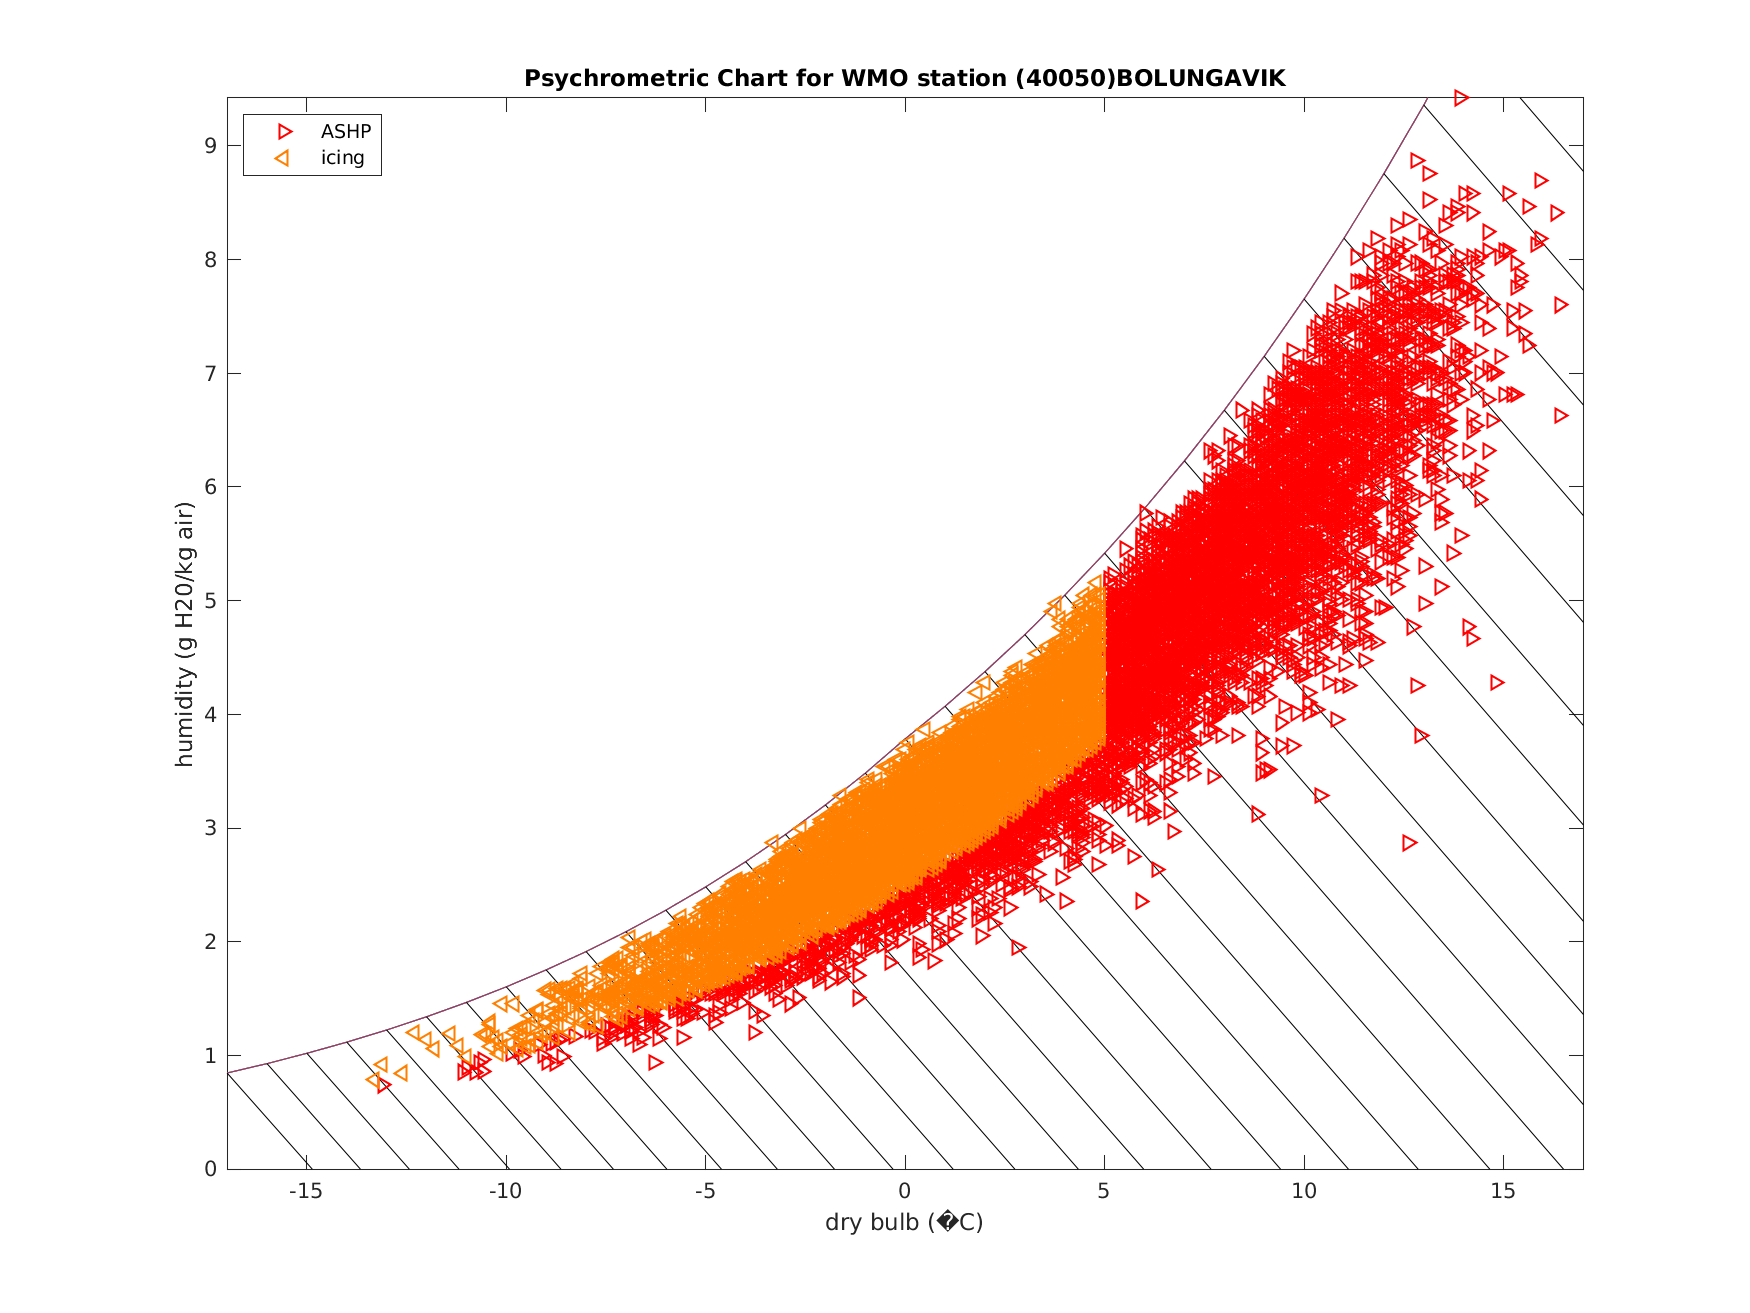 Psychrometric Chart for WMO station (40050)BOLUNGAVIK
ASHP
icing
9
8
7
6
5
4
3
2
1
0
humidity (g H20/kg air)
-15 -10 -5 0 5 10 15
dry bulb (�C)